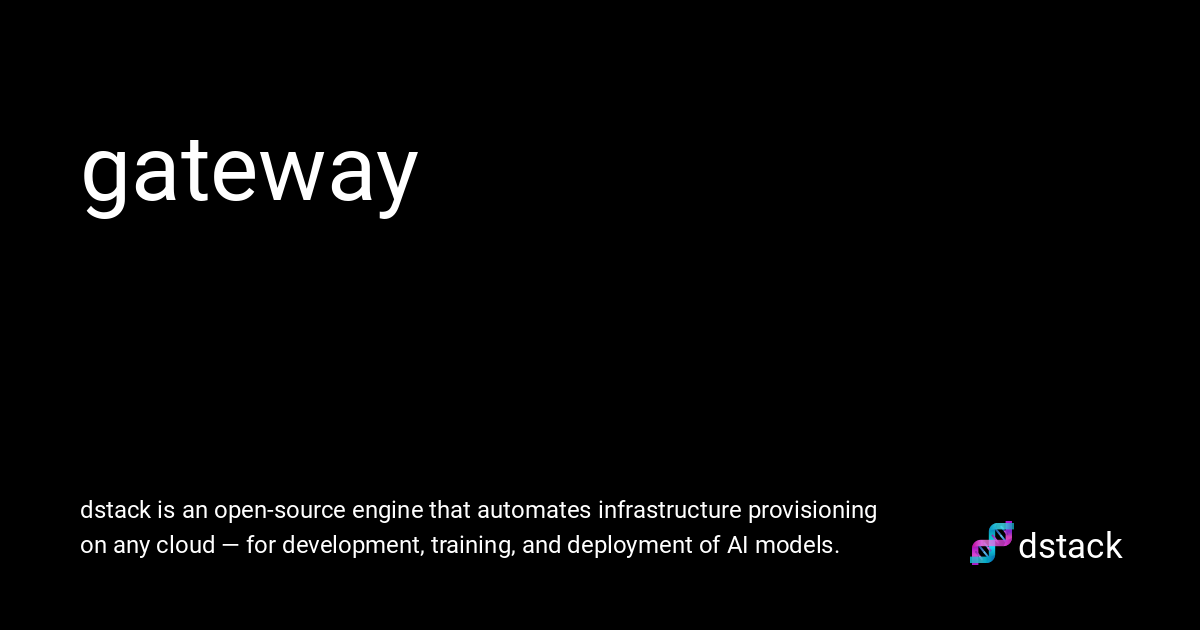 gateway
dstack is an open-source engine that automates infrastructure provisioning
on any cloud — for development, training, and deployment of AI models.
dstack